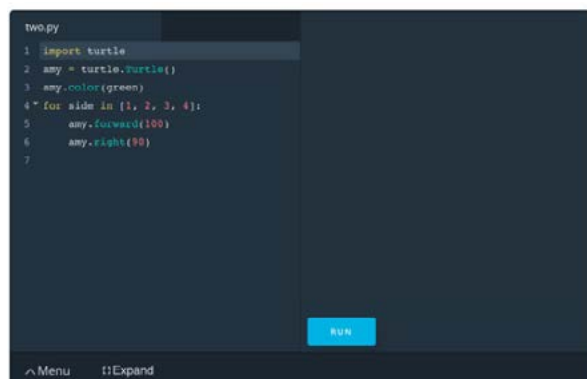 two.py
1 import turtle
2 amy = turtle.Turtle()
3 amy.color(green)
4 for side in [1, 2, 3, 4]:
5     amy.forward(100)
6     amy.right(90)
7
RUN
Menu
Expand